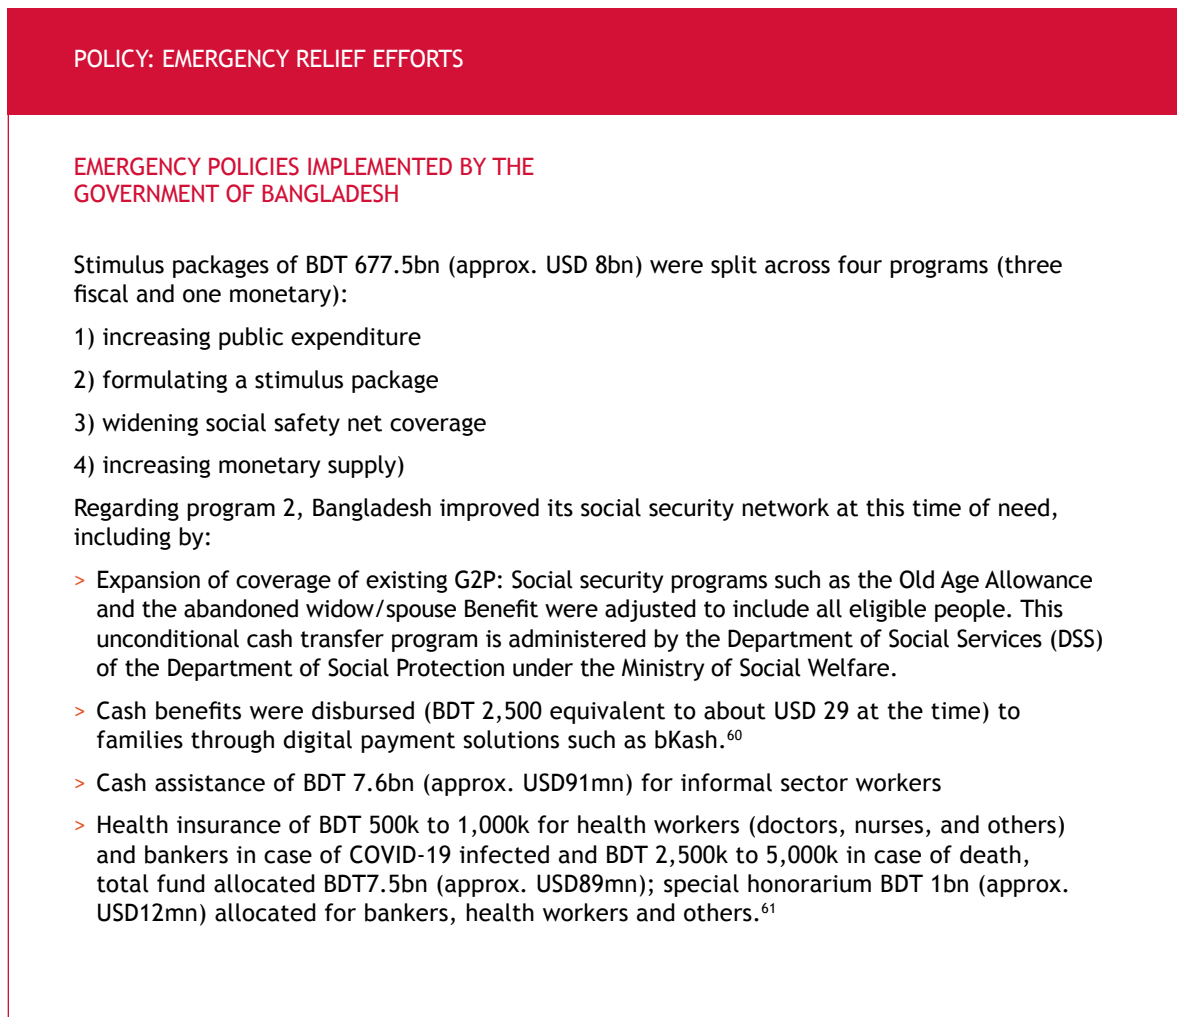 POLICY: EMERGENCY RELIEF EFFORTS
EMERGENCY POLICIES IMPLEMENTED BY THE
GOVERNMENT OF BANGLADESH
Stimulus packages of BDT 677.5bn (approx. USD 8bn) were split across four programs (three
fiscal and one monetary):
1) increasing public expenditure
2) formulating a stimulus package
3) widening social safety net coverage
4) increasing monetary supply)
Regarding program 2, Bangladesh improved its social security network at this time of need,
including by:
> Expansion of coverage of existing G2P: Social security programs such as the Old Age Allowance
and the abandoned widow/spouse Benefit were adjusted to include all eligible people. This
unconditional cash transfer program is administered by the Department of Social Services (DSS)
of the Department of Social Protection under the Ministry of Social Welfare.
> Cash benefits were disbursed (BDT 2,500 equivalent to about USD 29 at the time) to
families through digital payment solutions such as bKash.⁶⁰
> Cash assistance of BDT 7.6bn (approx. USD91mn) for informal sector workers
> Health insurance of BDT 500k to 1,000k for health workers (doctors, nurses, and others)
and bankers in case of COVID-19 infected and BDT 2,500k to 5,000k in case of death,
total fund allocated BDT7.5bn (approx. USD89mn); special honorarium BDT 1bn (approx.
USD12mn) allocated for bankers, health workers and others.⁶¹